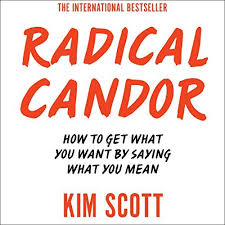 THE INTERNATIONAL BESTSELLER
RADICAL
CANDOR
HOW TO GET WHAT
YOU WANT BY SAYING
WHAT YOU MEAN
KIM SCOTT